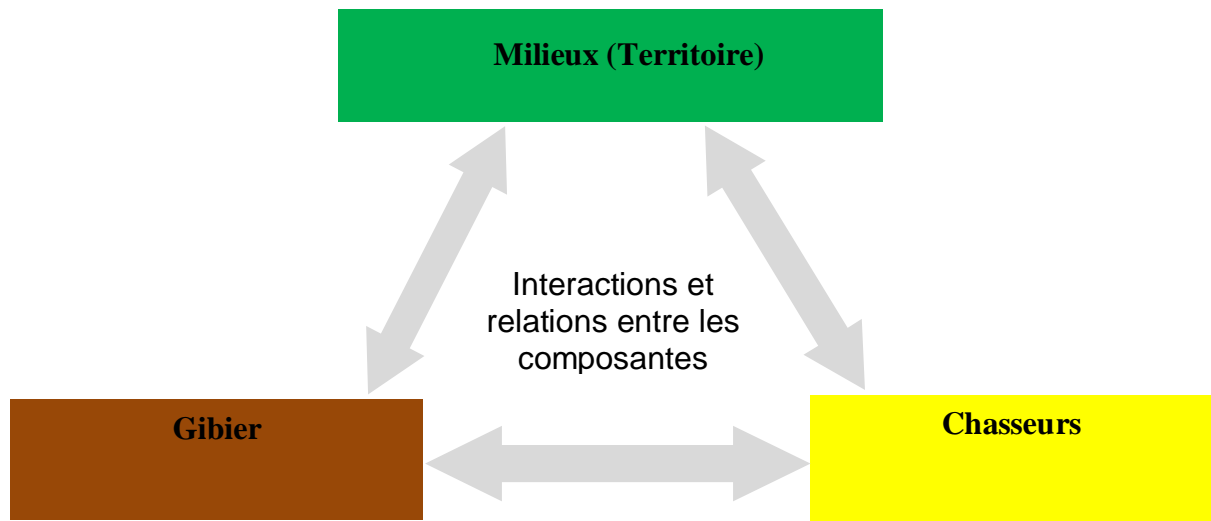 Milieux (Territoire)
Interactions et
relations entre les
composantes
Gibier
Chasseurs